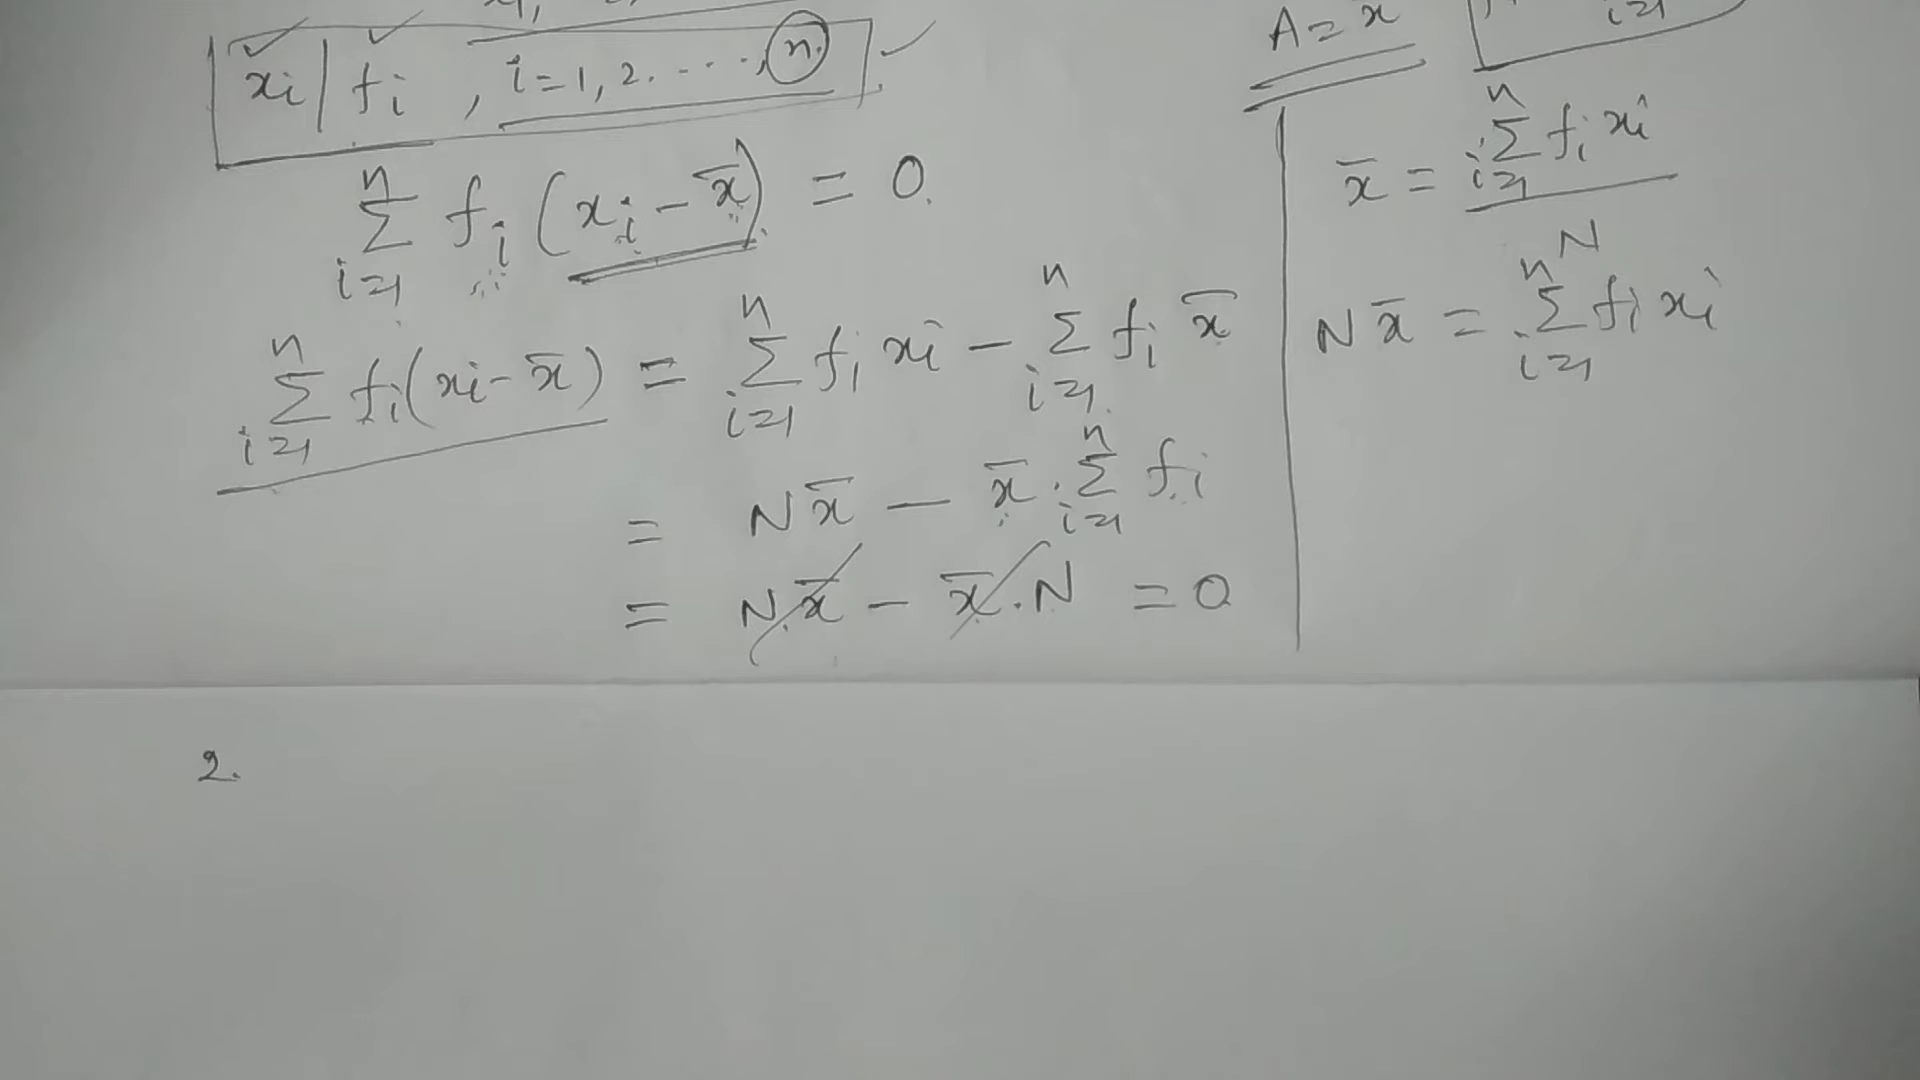 xi | fi , i=1, 2. - - - -, n.
n
Σ fi (xi - x̄) = 0.
i=1
n n n
Σ fi(xi - x̄) = Σ fi xi - Σ fi x̄
i=1 i=1 i=1
n
= N x̄ - x̄ . Σ fi
i=1
= N. x̄ - x̄ . N = 0
A = x̄
i=1
n
x̄ = Σ fi xi
i=1
N
n
N x̄ = Σ fi xi
i=1
2.